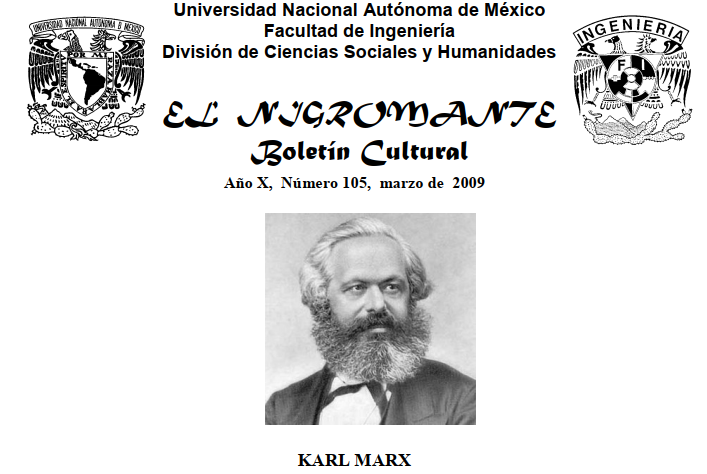 Universidad Nacional Autónoma de México
Facultad de Ingeniería
División de Ciencias Sociales y Humanidades
EL NIGROMANTE
Boletín Cultural
Año X, Número 105, marzo de 2009
INGENIERIA
F I
KARL MARX